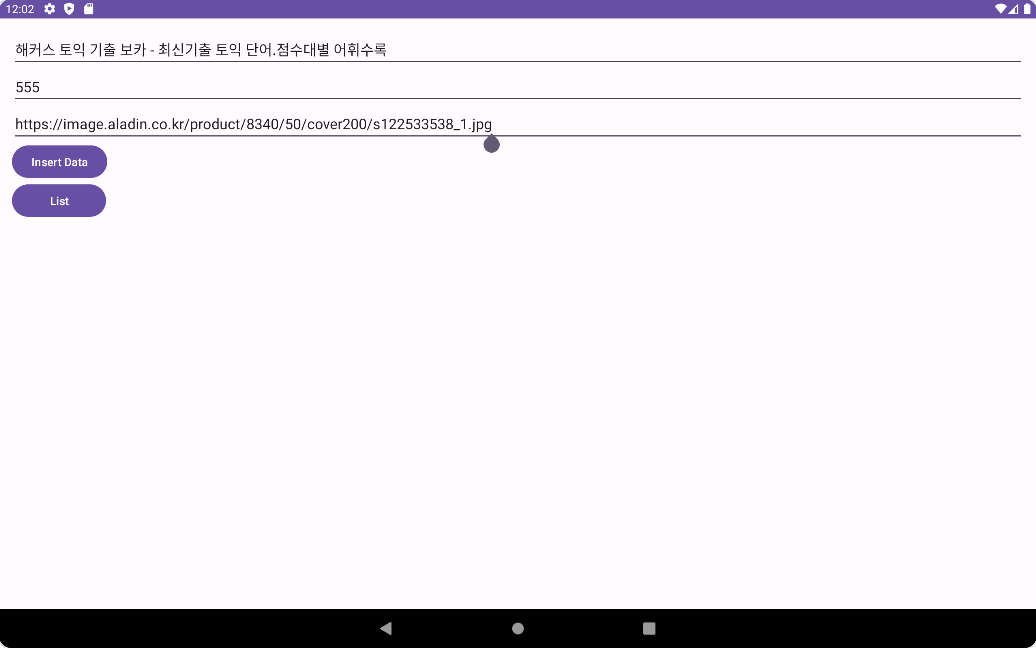 12:02
해커스 토익 기출 보카 - 최신기출 토익 단어.점수대별 어휘수록
555
https://image.aladin.co.kr/product/8340/50/cover200/s122533538_1.jpg
Insert Data
List